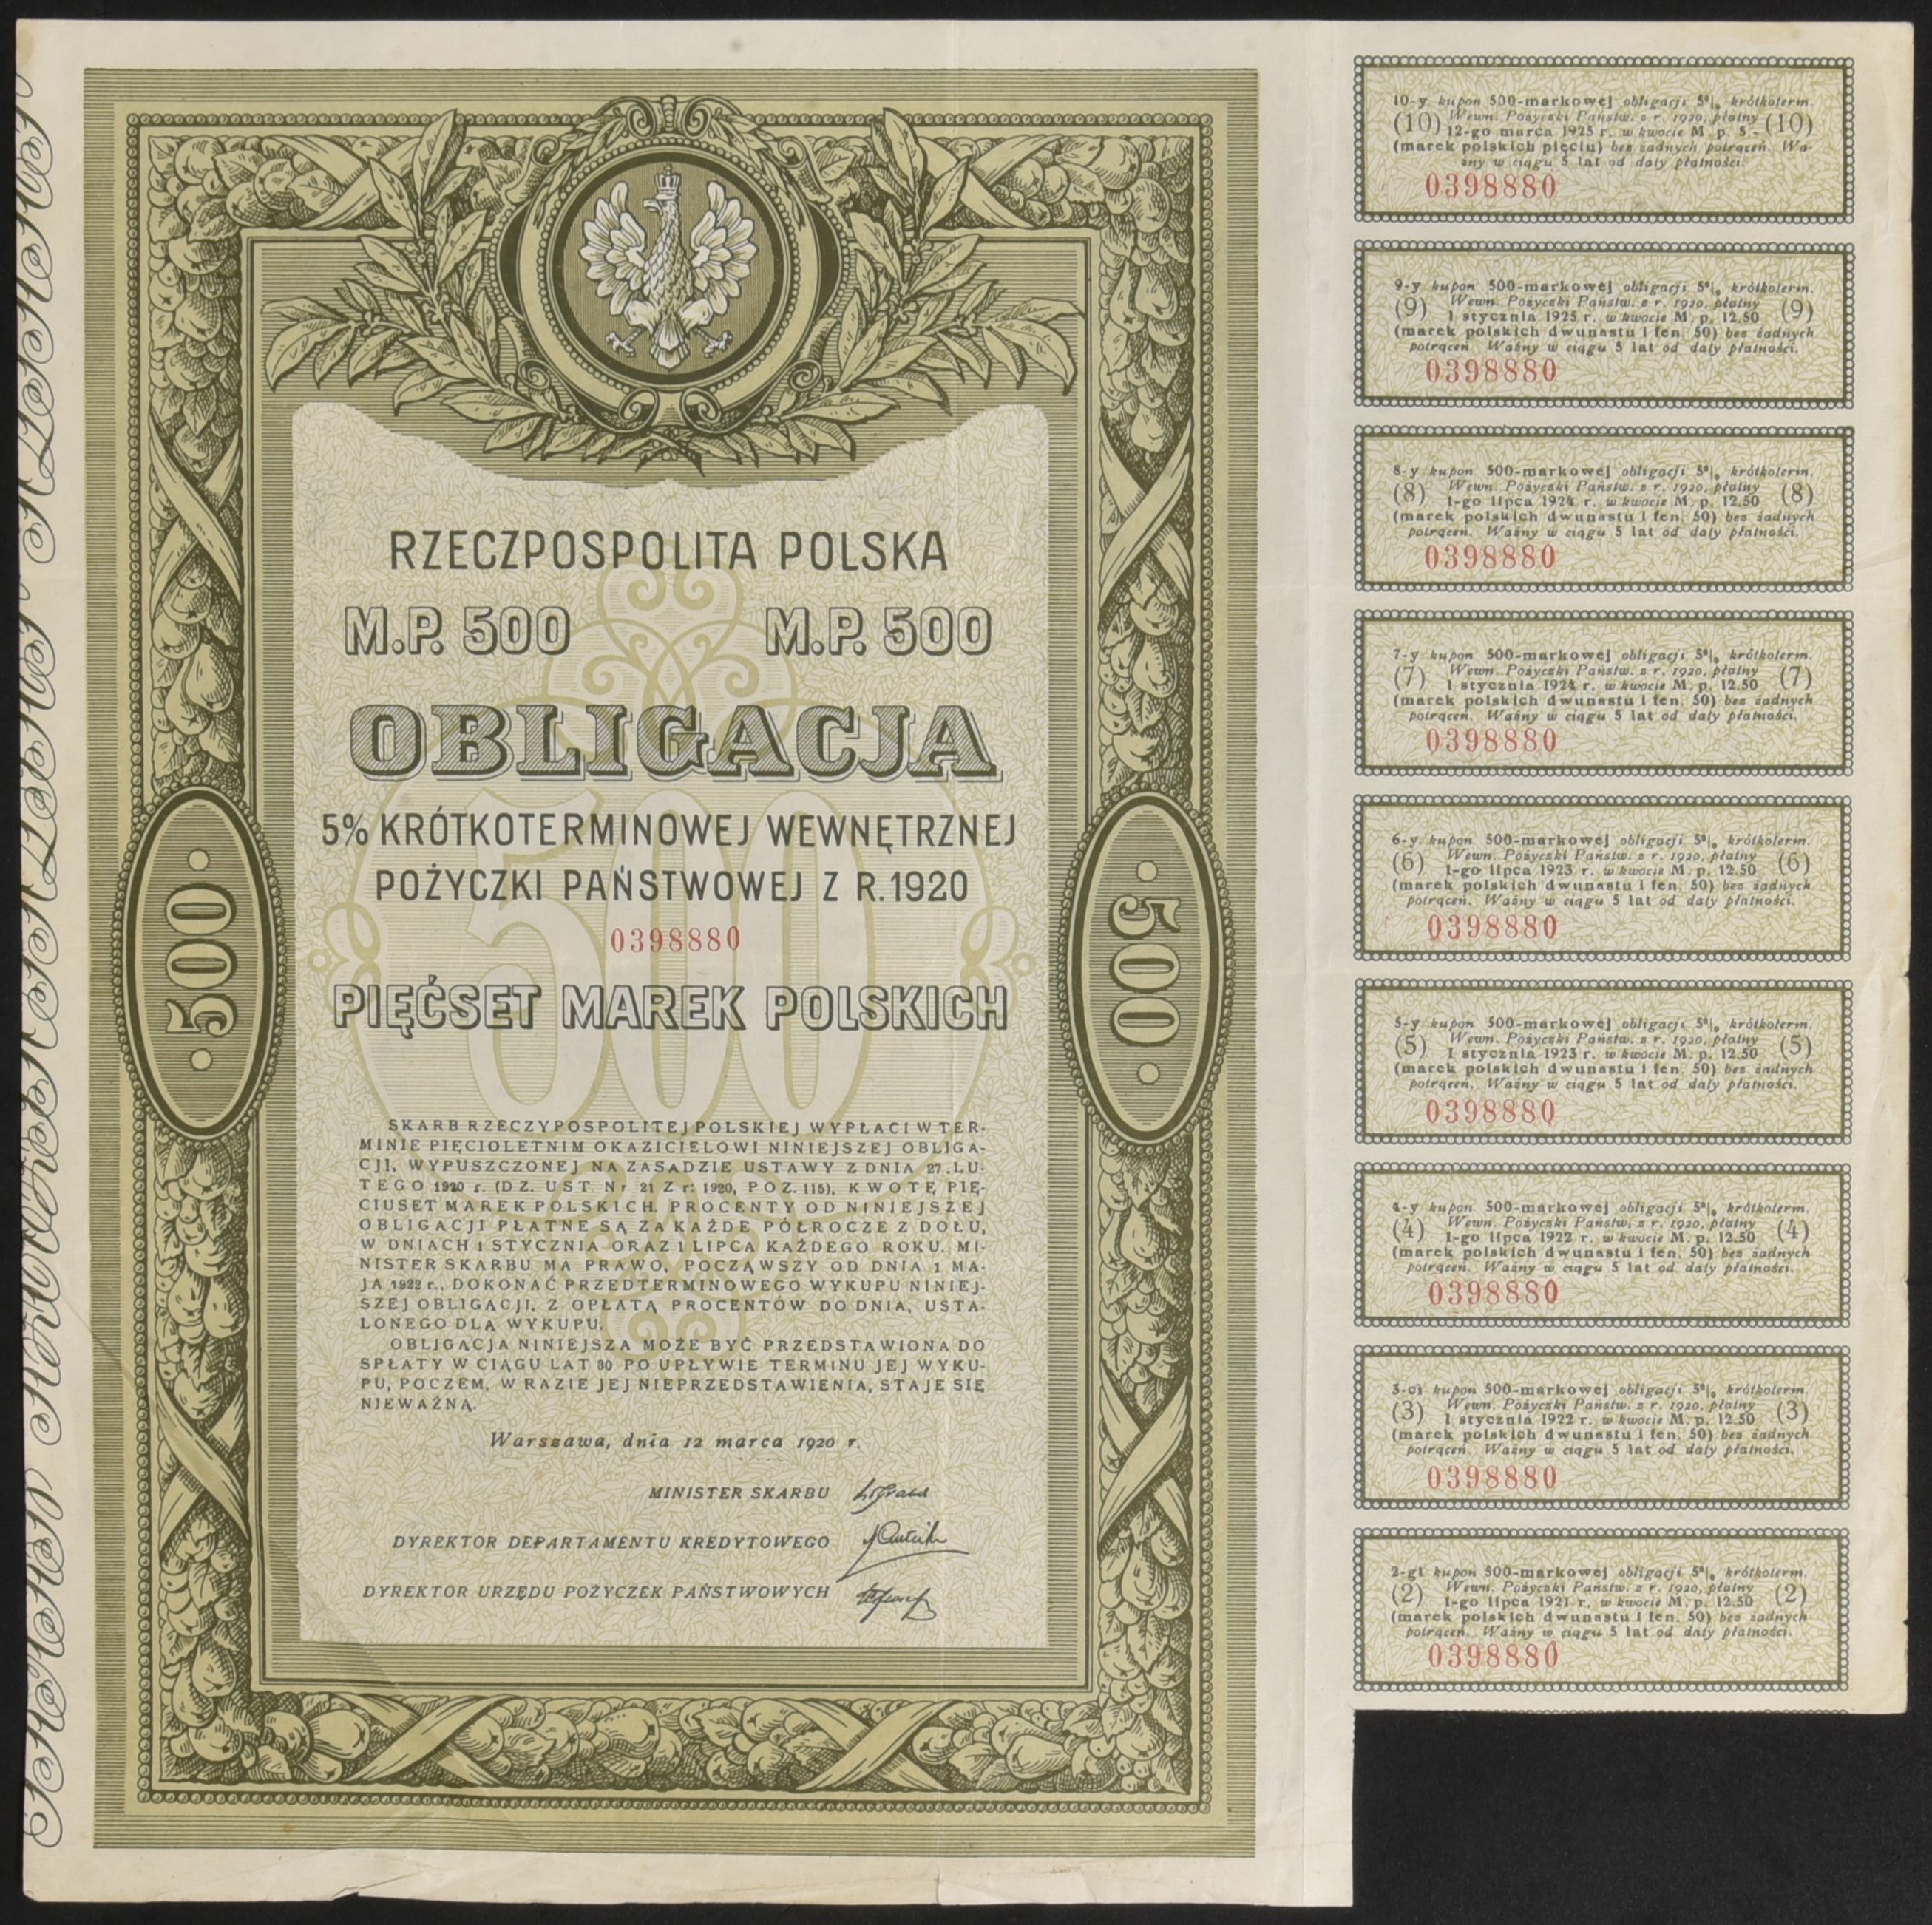 RZECZPOSPOLITA POLSKA
M.P. 500 M.P. 500
OBLIGACJA
5% KRÓTKOTERMINOWEJ WEWNĘTRZNEJ
POŻYCZKI PAŃSTWOWEJ Z R. 1920
0398880
PIĘĆSET MAREK POLSKICH
500
500
500
SKARB RZECZYPOSPOLITEJ POLSKIEJ WYPŁACI W TER-
MINIE PIĘCIOLETNIM OKAZICIELOWI NINIEJSZEJ OBLIGA-
CJI, WYPUSZCZONEJ NA ZASADZIE USTAWY Z DNIA 27. LU-
TEGO 1920 r. (DZ. UST. Nr 21 Z r. 1920, POZ. 115), KWOTĘ PIĘ-
CIUSET MAREK POLSKICH. PROCENTY OD NINIEJSZEJ
OBLIGACJI PŁATNE SĄ ZA KAŻDE PÓŁROCZE Z DOŁU,
W DNIACH 1 STYCZNIA ORAZ 1 LIPCA KAŻDEGO ROKU. MI-
NISTER SKARBU MA PRAWO, POCZĄWSZY OD DNIA 1 MA-
JA 1922 r., DOKONAĆ PRZEDTERMINOWEGO WYKUPU NINIEJ-
SZEJ OBLIGACJI, Z OPŁATĄ PROCENTÓW DO DNIA, USTA-
LONEGO DLA WYKUPU.
OBLIGACJA NINIEJSZA MOŻE BYĆ PRZEDSTAWIONA DO
SPŁATY W CIĄGU LAT 30 PO UPŁYWIE TERMINU JEJ WYKU-
PU, POCZEM, W RAZIE JEJ NIEPRZEDSTAWIENIA, STAJE SIĘ
NIEWAŻNĄ.
Warszawa, dnia 12 marca 1920 r.
MINISTER SKARBU
DYREKTOR DEPARTAMENTU KREDYTOWEGO
DYREKTOR URZĘDU POŻYCZEK PAŃSTWOWYCH
10-y kupon 500-markowej obligacji 5% krótkoterm.
Wewn. Pożyczki Państw. z r. 1920, płatny
(10) 12-go marca 1925 r. w kwocie M. p. 5.- (10)
(marek polskich pięciu) bez żadnych potrąceń. Wa-
żny w ciągu 5 lat od daty płatności.
0398880
9-y kupon 500-markowej obligacji 5% krótkoterm.
(9) Wewn. Pożyczki Państw. z r. 1920, płatny (9)
1 stycznia 1925 r. w kwocie M. p. 12.50
(marek polskich dwunastu i fen. 50) bez żadnych
potrąceń. Ważny w ciągu 5 lat od daty płatności.
0398880
8-y kupon 500-markowej obligacji 5% krótkoterm.
(8) Wewn. Pożyczki Państw. z r. 1920, płatny (8)
1-go lipca 1924 r. w kwocie M. p. 12.50
(marek polskich dwunastu i fen. 50) bez żadnych
potrąceń. Ważny w ciągu 5 lat od daty płatności.
0398880
7-y kupon 500-markowej obligacji 5% krótkoterm.
(7) Wewn. Pożyczki Państw. z r. 1920, płatny (7)
1 stycznia 1924 r. w kwocie M. p. 12.50
(marek polskich dwunastu i fen. 50) bez żadnych
potrąceń. Ważny w ciągu 5 lat od daty płatności.
0398880
6-y kupon 500-markowej obligacji 5% krótkoterm.
(6) Wewn. Pożyczki Państw. z r. 1920, płatny (6)
1-go lipca 1923 r. w kwocie M. p. 12.50
(marek polskich dwunastu i fen. 50) bez żadnych
potrąceń. Ważny w ciągu 5 lat od daty płatności.
0398880
5-y kupon 500-markowej obligacji 5% krótkoterm.
(5) Wewn. Pożyczki Państw. z r. 1920, płatny (5)
1 stycznia 1923 r. w kwocie M. p. 12.50
(marek polskich dwunastu i fen. 50) bez żadnych
potrąceń. Ważny w ciągu 5 lat od daty płatności.
0398880
4-y kupon 500-markowej obligacji 5% krótkoterm.
(4) Wewn. Pożyczki Państw. z r. 1920, płatny (4)
1-go lipca 1922 r. w kwocie M. p. 12.50
(marek polskich dwunastu i fen. 50) bez żadnych
potrąceń. Ważny w ciągu 5 lat od daty płatności.
0398880
3-ci kupon 500-markowej obligacji 5% krótkoterm.
(3) Wewn. Pożyczki Państw. z r. 1920, płatny (3)
1 stycznia 1922 r. w kwocie M. p. 12.50
(marek polskich dwunastu i fen. 50) bez żadnych
potrąceń. Ważny w ciągu 5 lat od daty płatności.
0398880
2-gi kupon 500-markowej obligacji 5% krótkoterm.
(2) Wewn. Pożyczki Państw. z r. 1920, płatny (2)
1-go lipca 1921 r. w kwocie M. p. 12.50
(marek polskich dwunastu i fen. 50) bez żadnych
potrąceń. Ważny w ciągu 5 lat od daty płatności.
0398880